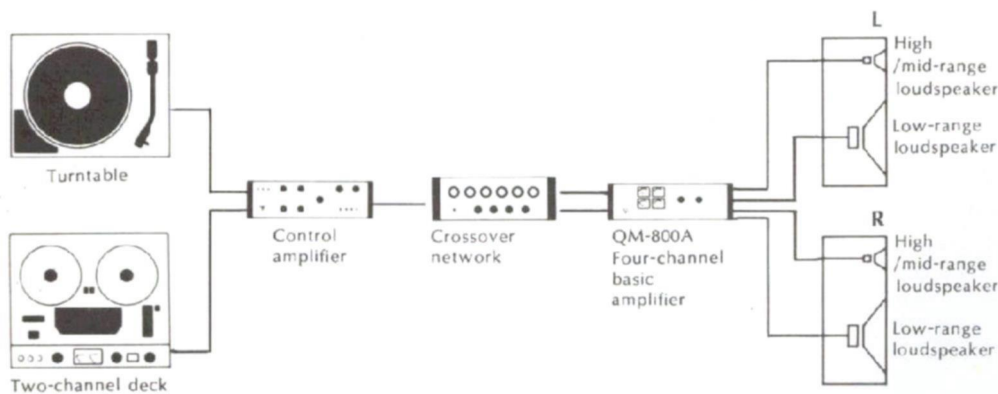 Turntable
Two-channel deck
Control
amplifier
Crossover
network
QM-800A
Four-channel
basic
amplifier
L
High
/mid-range
loudspeaker
Low-range
loudspeaker
R
High
/mid-range
loudspeaker
Low-range
loudspeaker